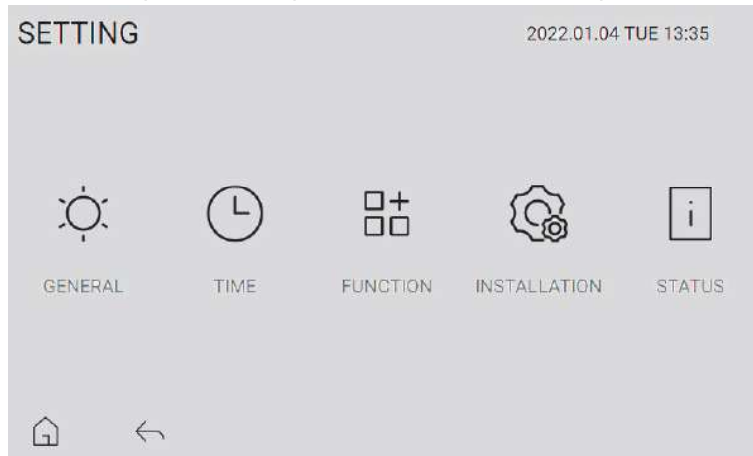 SETTING
2022.01.04 TUE 13:35
GENERAL
TIME
FUNCTION
INSTALLATION
i
STATUS